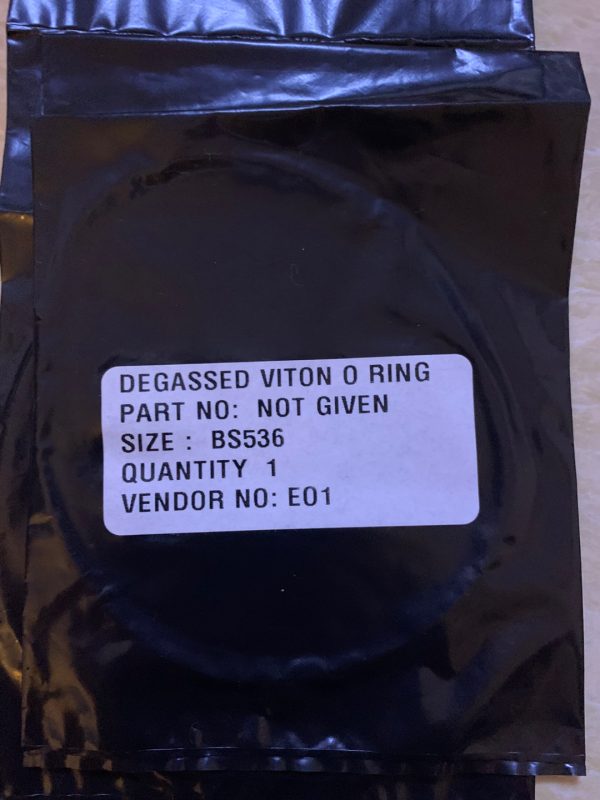 DEGASSED VITON O RING
PART NO: NOT GIVEN
SIZE : BS536
QUANTITY 1
VENDOR NO: E01